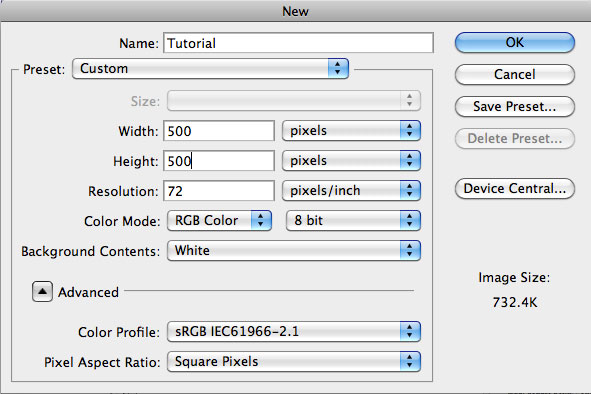 New
Name: Tutorial
OK
Preset: Custom
Cancel
Size:
Save Preset...
Width: 500 pixels
Delete Preset...
Height: 500 pixels
Resolution: 72 pixels/inch
Device Central...
Color Mode: RGB Color 8 bit
Background Contents: White
Image Size:
732.4K
Advanced
Color Profile: sRGB IEC61966-2.1
Pixel Aspect Ratio: Square Pixels